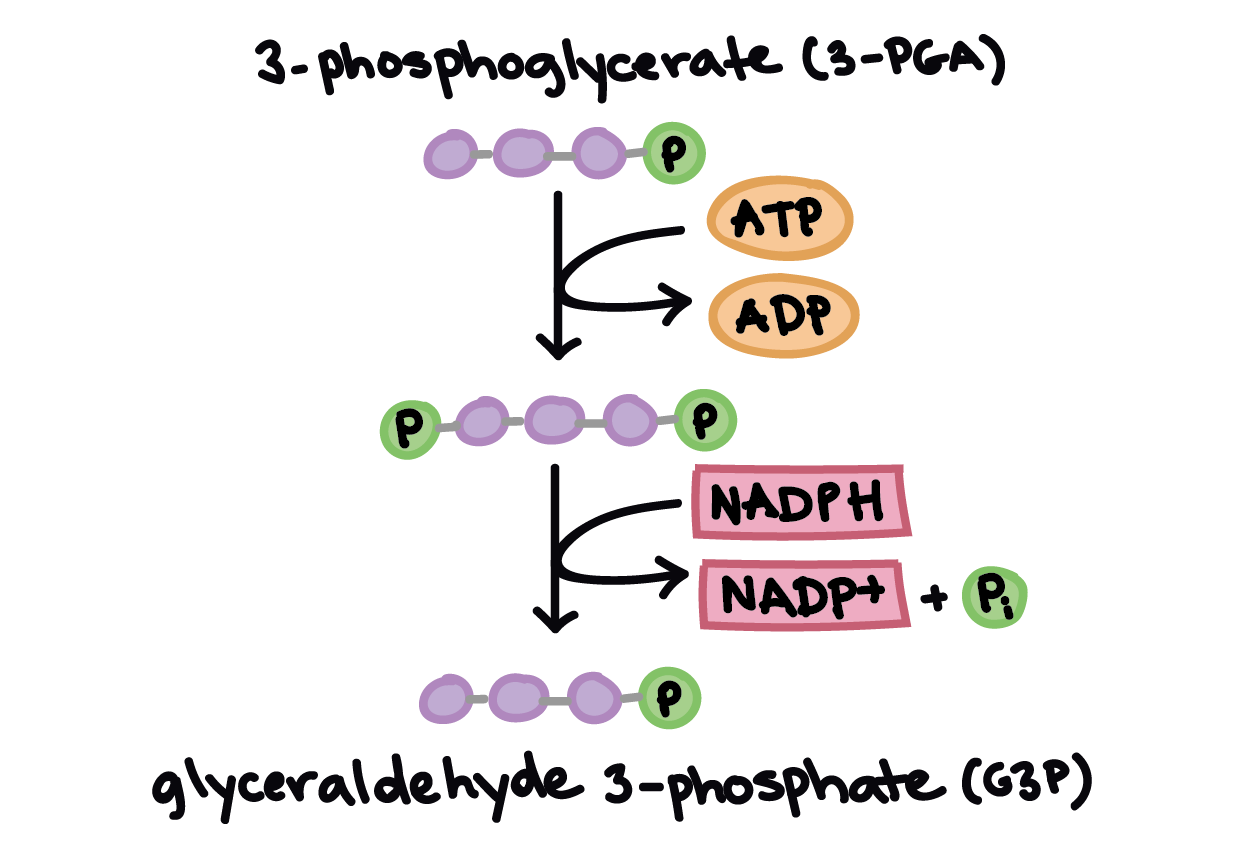 3-phosphoglycerate (3-PGA)
P
ATP
ADP
P P
NADPH
NADP+ + Pi
P
glyceraldehyde 3-phosphate (G3P)